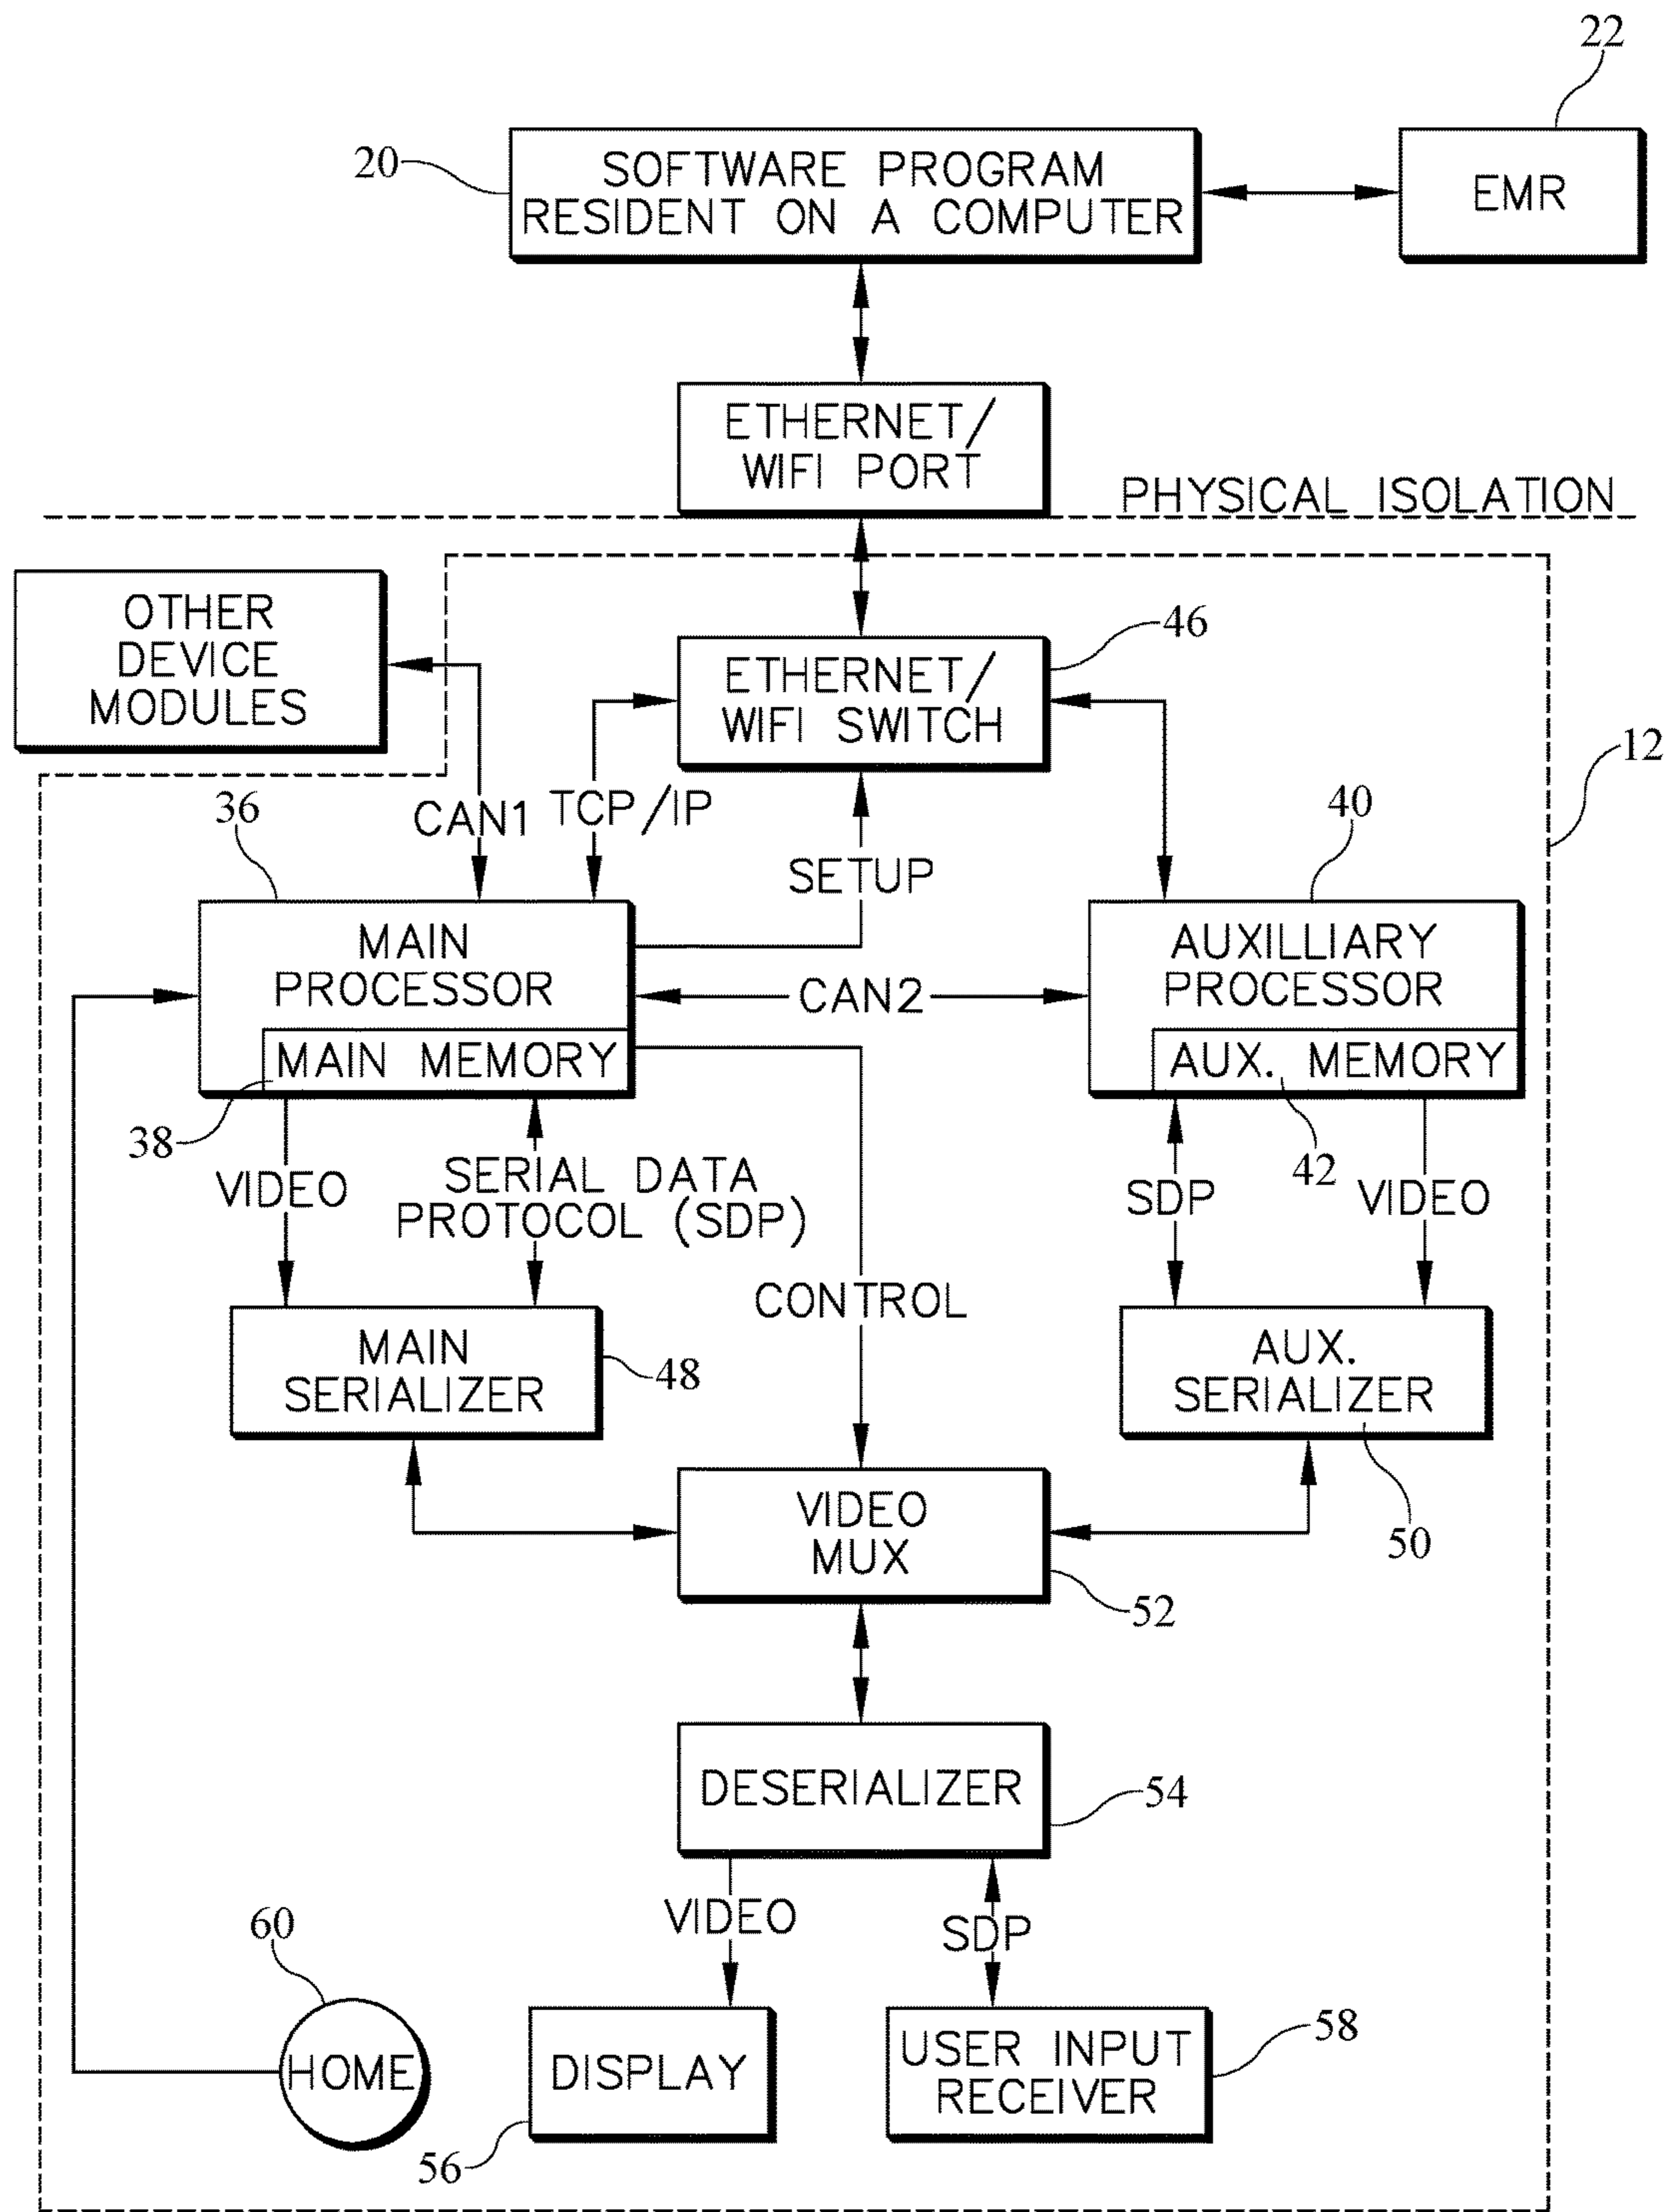 22
20
SOFTWARE PROGRAM
RESIDENT ON A COMPUTER
EMR
ETHERNET/
WIFI PORT
PHYSICAL ISOLATION
OTHER
DEVICE
MODULES
46
ETHERNET/
WIFI SWITCH
12
36
CAN1
TCP/IP
40
SETUP
MAIN
PROCESSOR
AUXILLIARY
PROCESSOR
CAN2
MAIN MEMORY
AUX. MEMORY
38
42
VIDEO
SERIAL DATA
PROTOCOL (SDP)
SDP
VIDEO
CONTROL
MAIN
SERIALIZER
48
AUX.
SERIALIZER
50
VIDEO
MUX
52
DESERIALIZER
54
VIDEO
SDP
60
HOME
DISPLAY
56
USER INPUT
RECEIVER
58